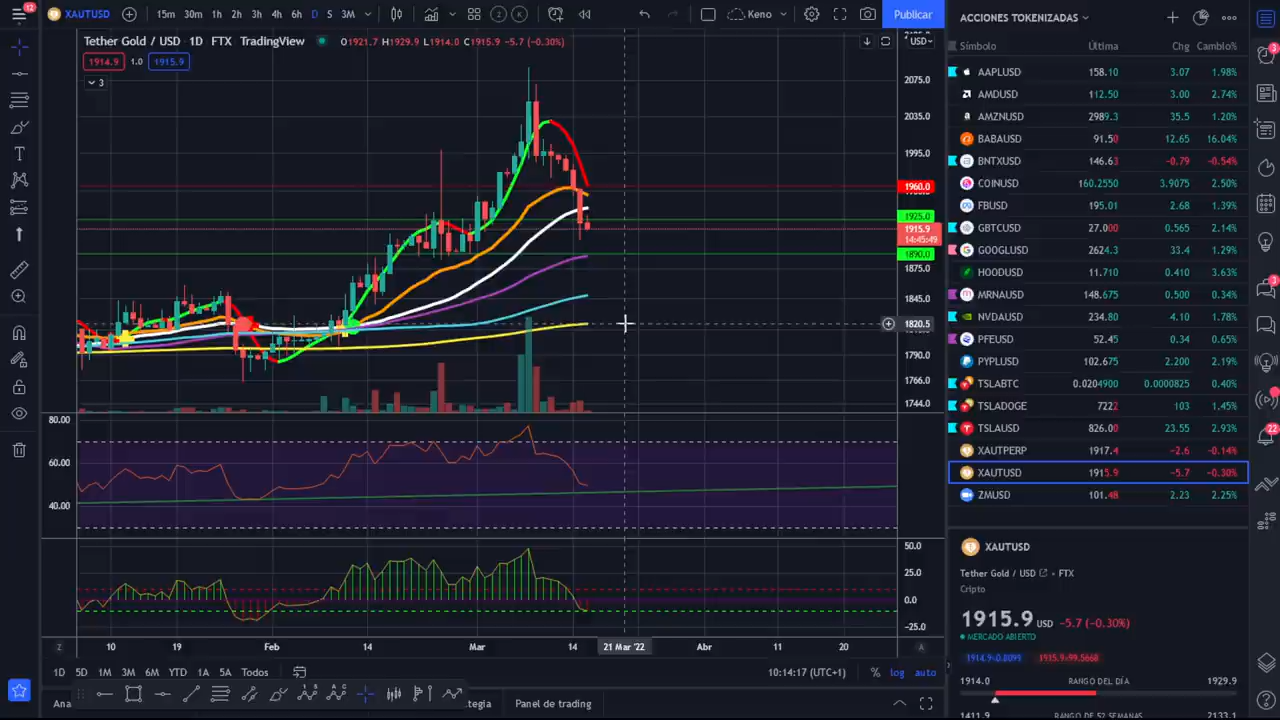 12
XAUTUSD
15m 30m 1h 2h 3h 4h 6h D S 3M
Keno
Publicar
ACCIONES TOKENIZADAS
Tether Gold / USD · 1D · FTX · TradingView
O1921.7 H1929.9 L1914.0 C1915.9 -5.7 (-0.30%)
USD
1914.9 1.0 1915.9
3
Símbolo Última Chg Cambio%
AAPLUSD 158.10 3.07 1.98%
AMDUSD 112.50 3.00 2.74%
AMZNUSD 2989.3 35.5 1.20%
BABAUSD 91.50 12.65 16.04%
BNTXUSD 146.63 -0.79 -0.54%
COINUSD 160.2550 3.9075 2.50%
FBUSD 195.01 2.68 1.39%
GBTCUSD 27.000 0.565 2.14%
GOOGLUSD 2624.3 33.4 1.29%
HOODUSD 11.710 0.410 3.63%
MRNAUSD 148.675 0.500 0.34%
NVDAUSD 234.80 4.10 1.78%
PFEUSD 52.45 0.34 0.65%
PYPLUSD 102.675 2.200 2.19%
TSLABTC 0.0204900 0.0000825 0.40%
TSLADOGE 7222 103 1.45%
TSLAUSD 826.00 23.55 2.93%
XAUTPERP 1917.4 -2.6 -0.14%
XAUTUSD 1915.9 -5.7 -0.30%
ZMUSD 101.48 2.23 2.25%
2075.0
2035.0
1995.0
1960.0
1925.0
1915.9
14:45:49
1890.0
1875.0
1845.0
1820.5
1790.0
1766.0
1744.0
80.00
60.00
40.00
50.0
25.0
0.0
-25.0
Z 10 19 Feb 14 Mar 14 21 Mar '22 Abr 11 20 A
1D 5D 1M 3M 6M YTD 1A 5A Todos
10:14:17 (UTC+1) % log auto
Ana
tegia
Panel de trading
XAUTUSD
Tether Gold / USD • FTX
Cripto
1915.9 USD -5.7 (-0.30%)
MERCADO ABIERTO
1914.0 RANGO DEL DÍA 1929.9
1411.9 RANGO DE 52 SEMANAS 2133.1
3
3
22